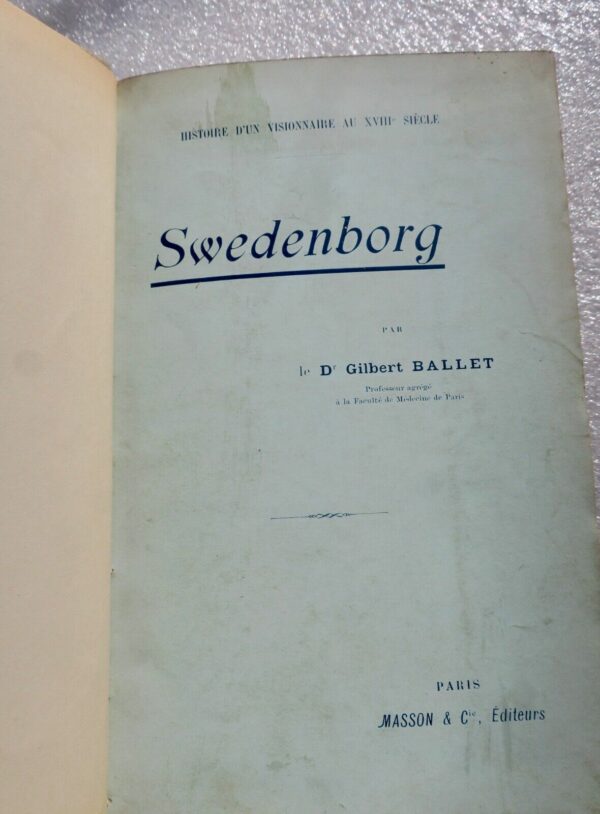 HISTOIRE D'UN VISIONNAIRE AU XVIIIe SIÈCLE
Swedenborg
PAR
le Dr Gilbert BALLET
Professeur agrégé
à la Faculté de Médecine de Paris
PARIS
MASSON & Cie, Éditeurs